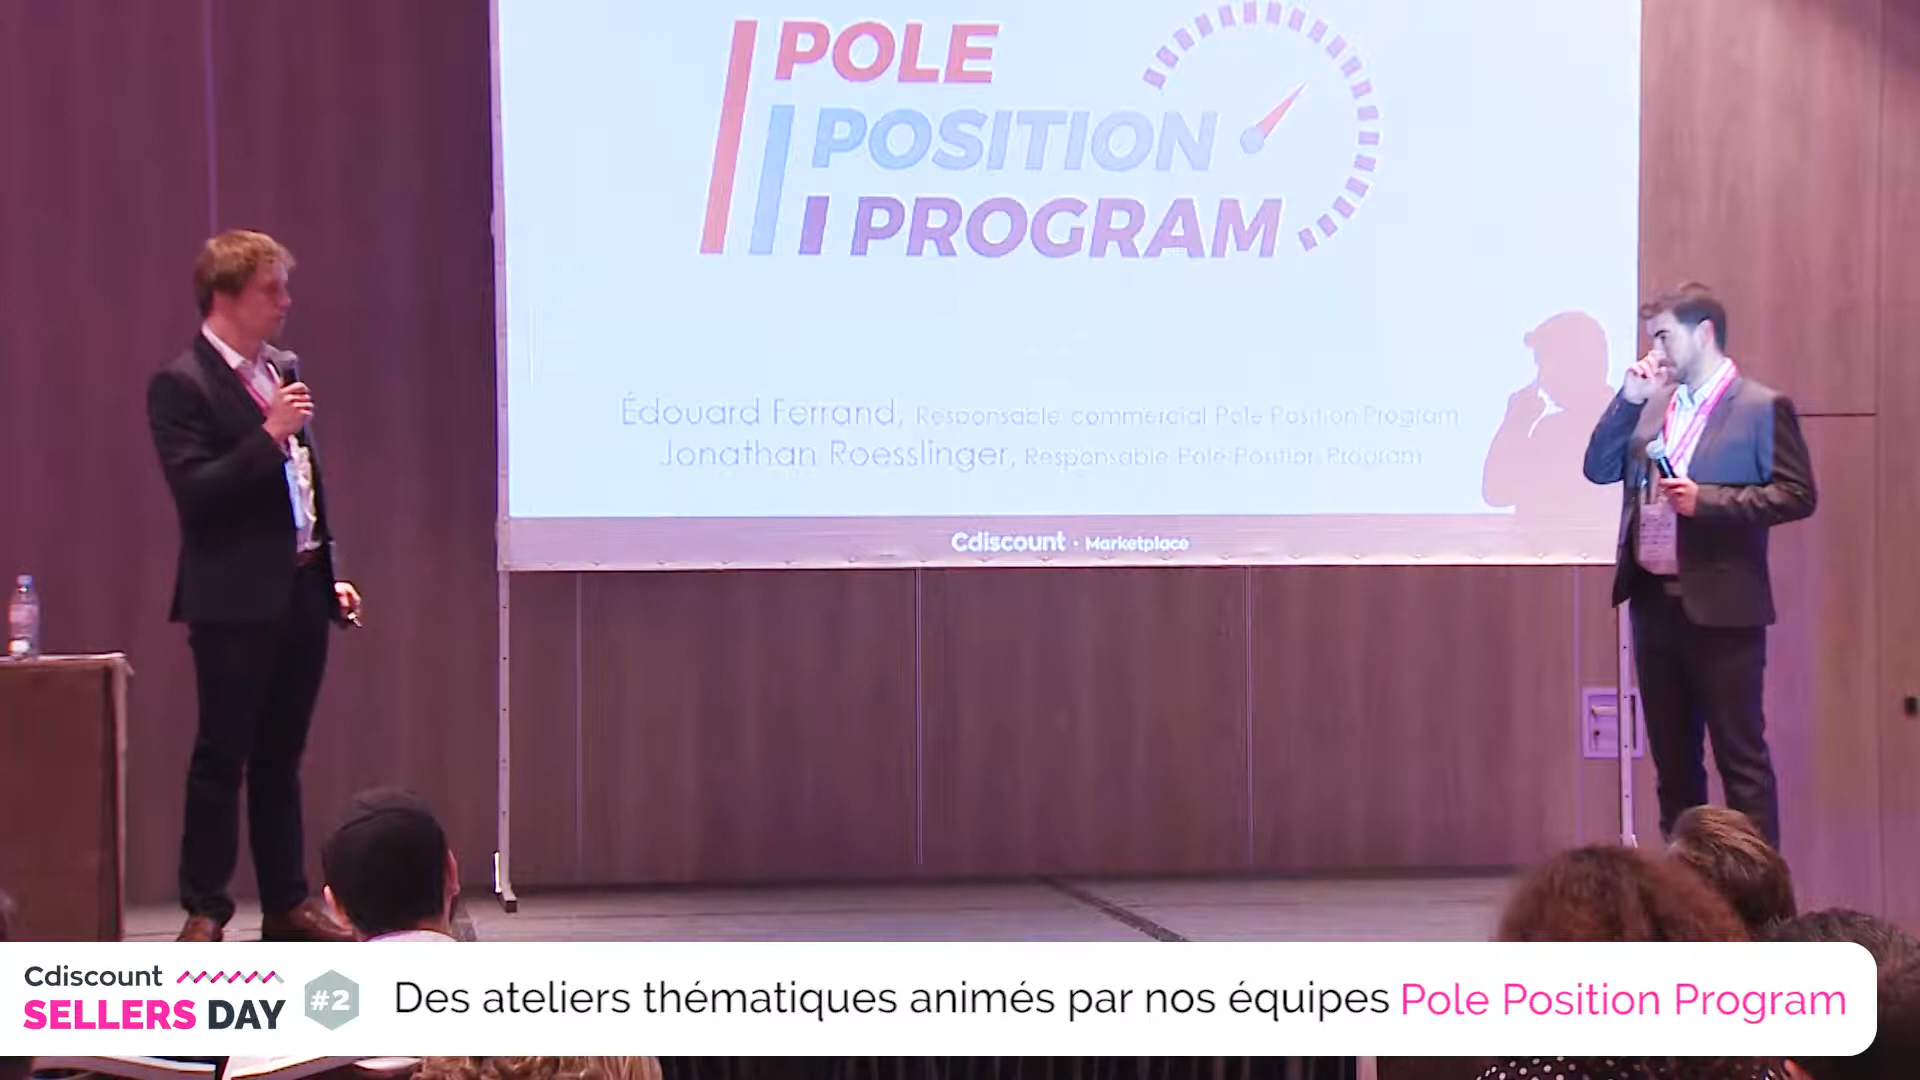 POLE
POSITION
PROGRAM
Édouard Ferrand, Responsable commercial Pole Position Program
Jonathan Roesslinger, Responsable Pole Position Program
Cdiscount · Marketplace
Cdiscount
SELLERS DAY
#2
Des ateliers thématiques animés par nos équipes Pole Position Program